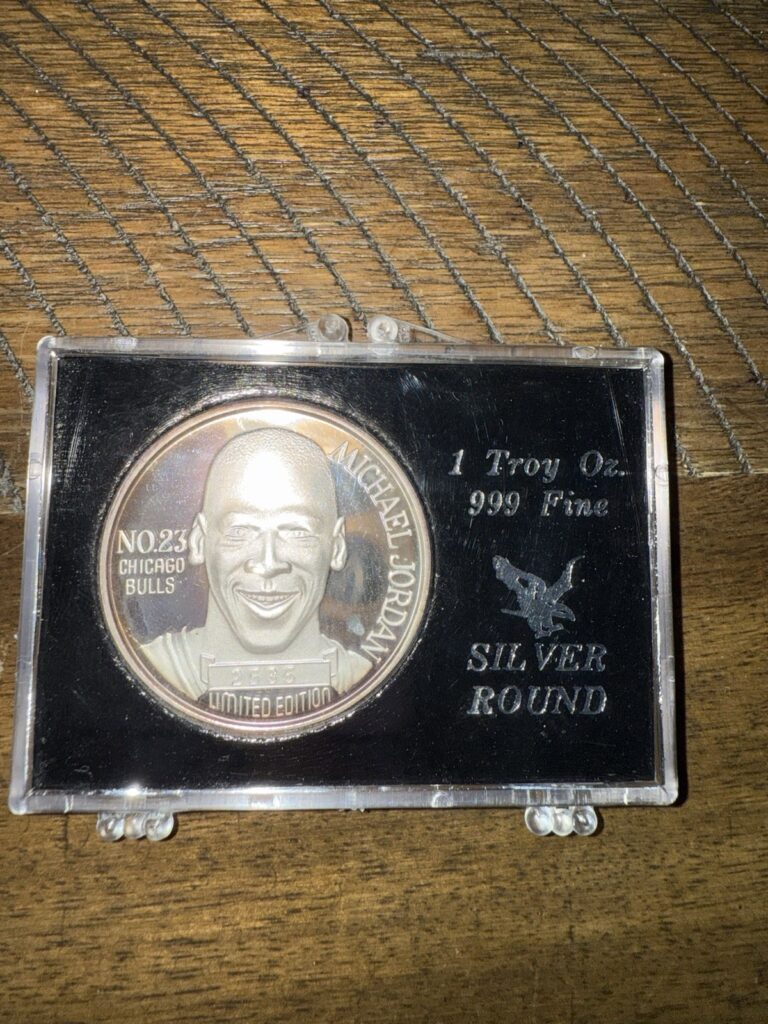 NO.23
CHICAGO
BULLS
MICHAEL JORDAN
LIMITED EDITION
1 Troy Oz.
999 Fine
SILVER
ROUND